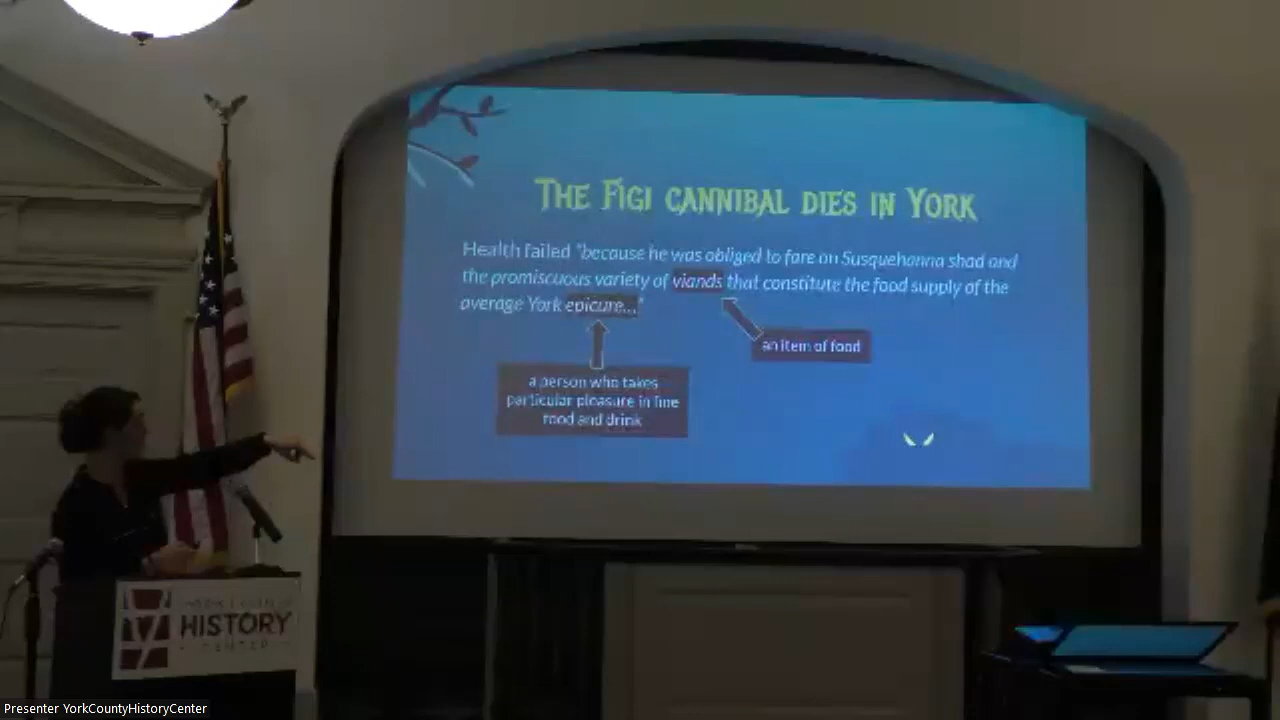 THE FIGI CANNIBAL DIES IN YORK
Health failed "because he was obliged to fare on Susquehanna shad and
the promiscuous variety of viands that constitute the food supply of the
average York epicure..."
an item of food
a person who takes
particular pleasure in fine
food and drink
YORK COUNTY
HISTORY
CENTER
Presenter YorkCountyHistoryCenter